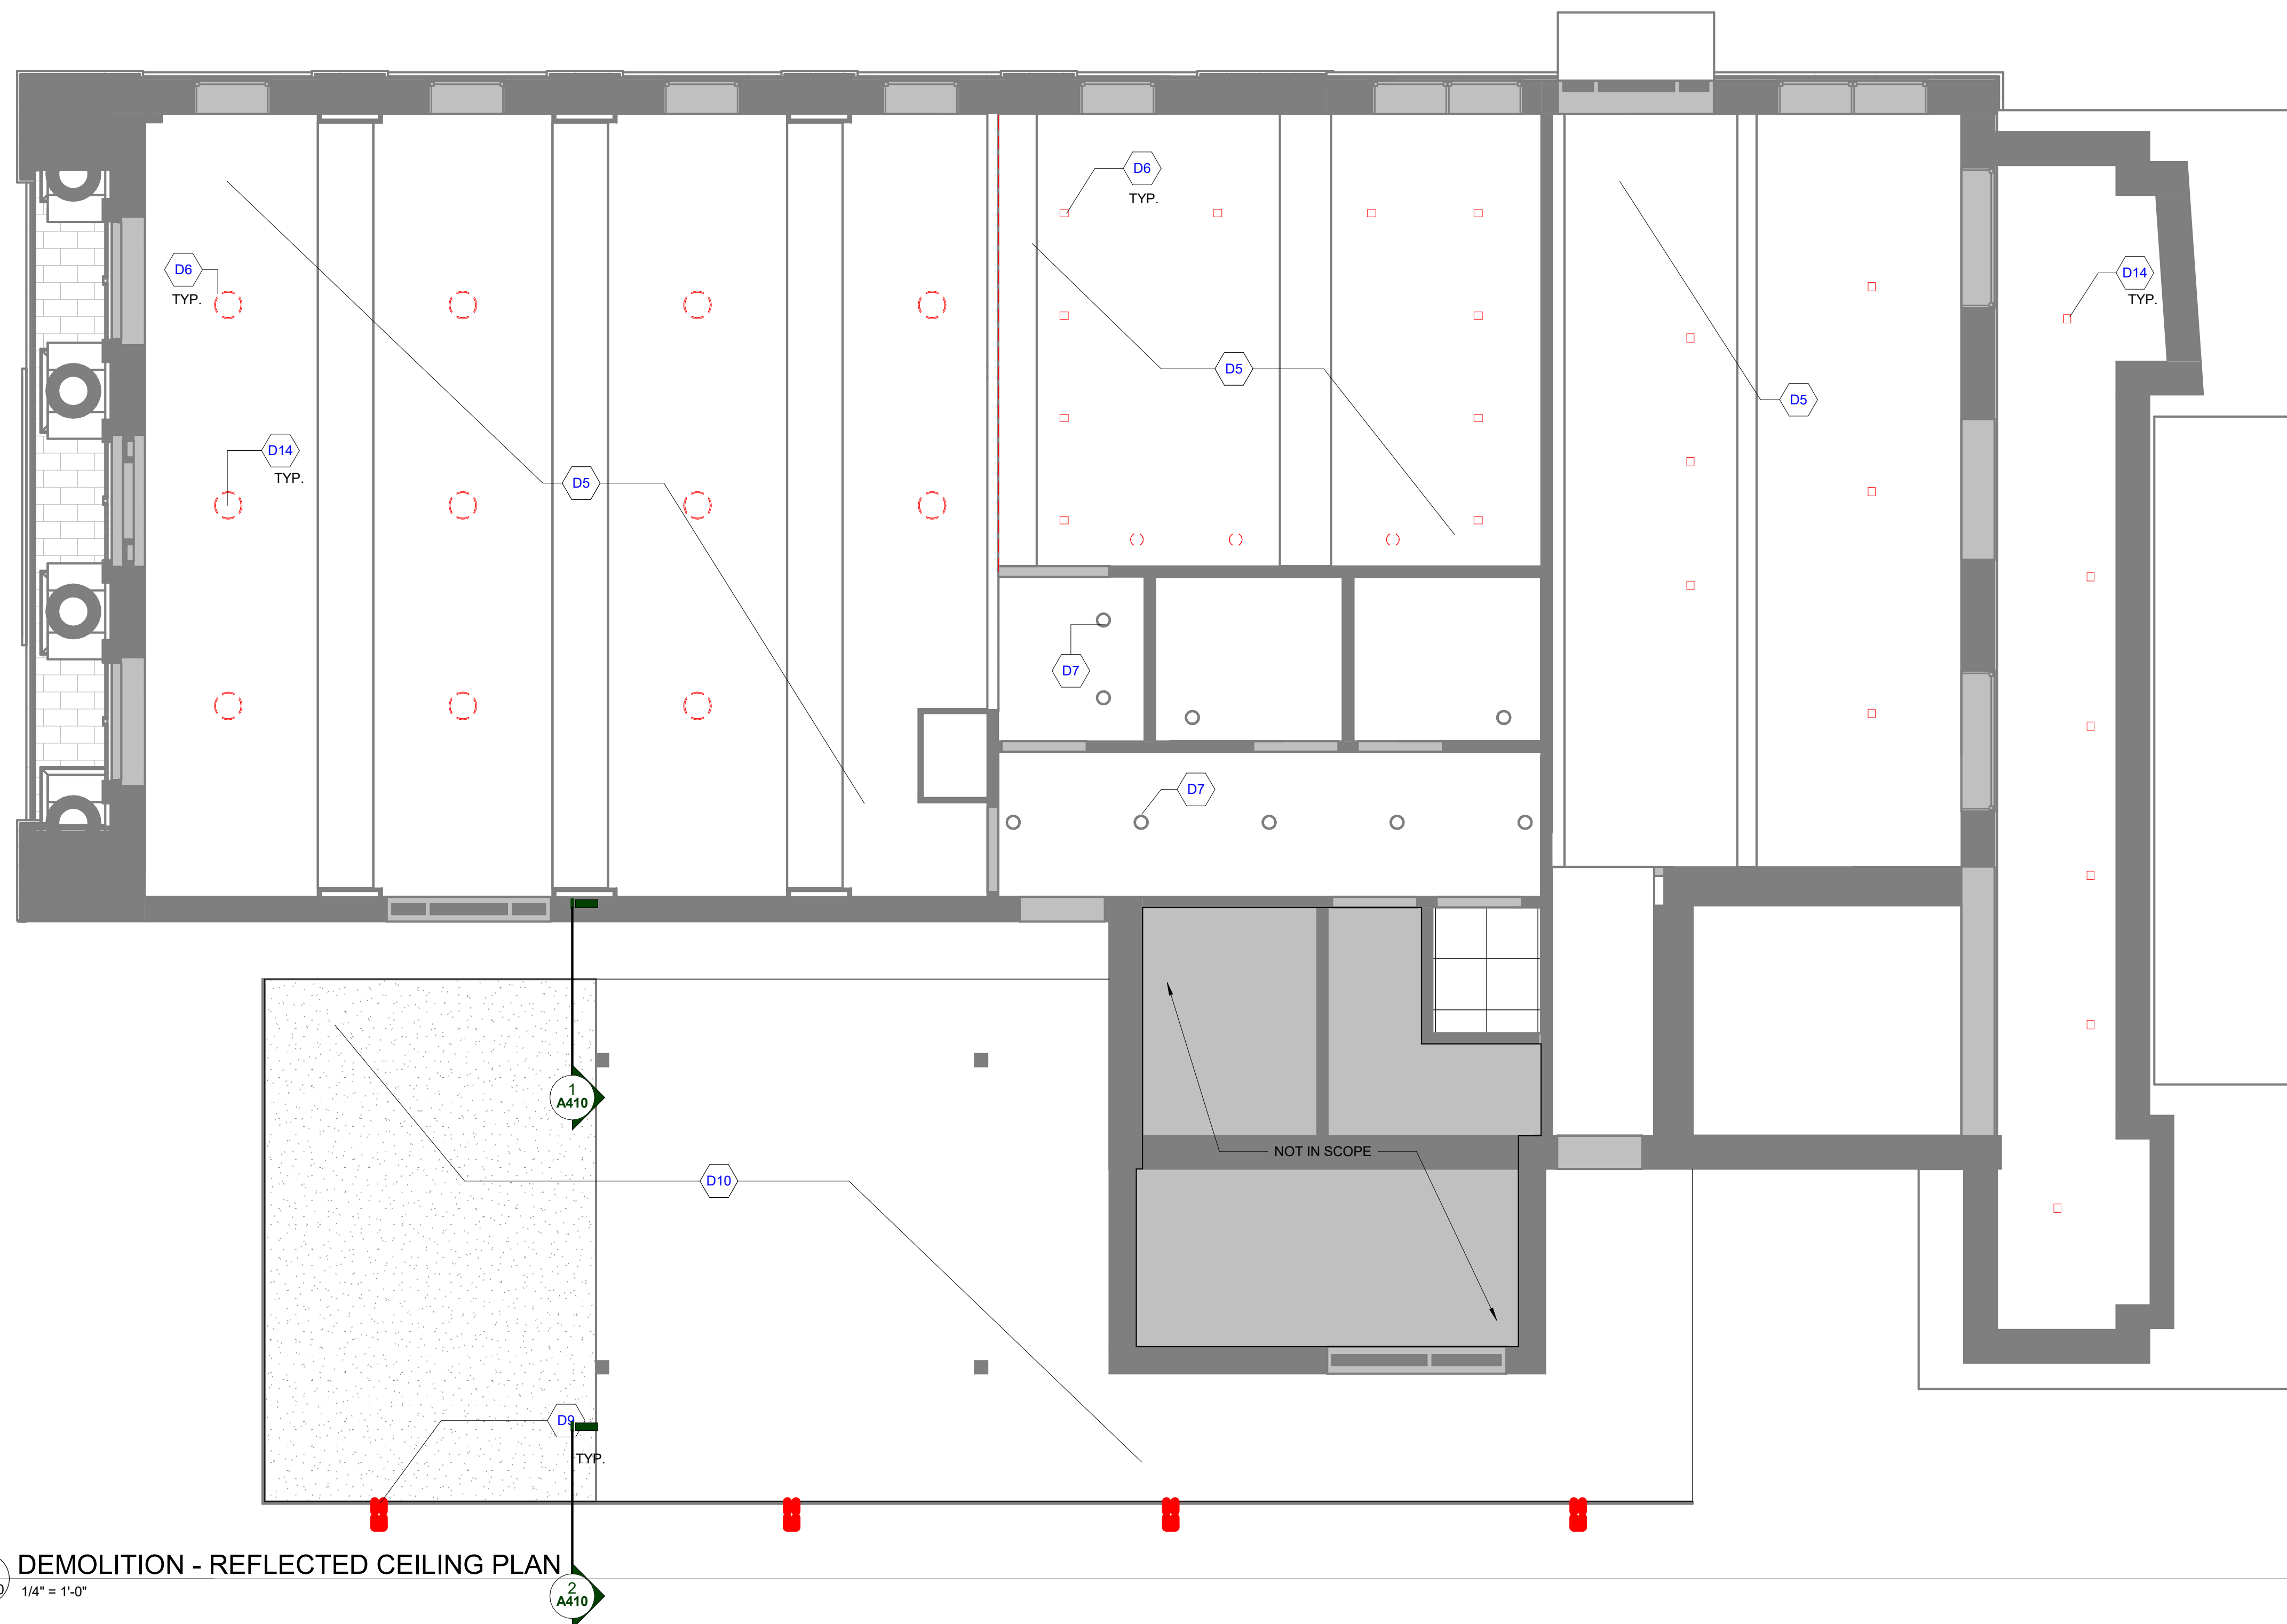 D6
TYP.
D6
TYP.
D14
TYP.
D5
D5
D14
TYP.
D5
D7
D7
1
A410
NOT IN SCOPE
D10
D9
TYP.
DEMOLITION - REFLECTED CEILING PLAN
1/4" = 1'-0"
2
A410